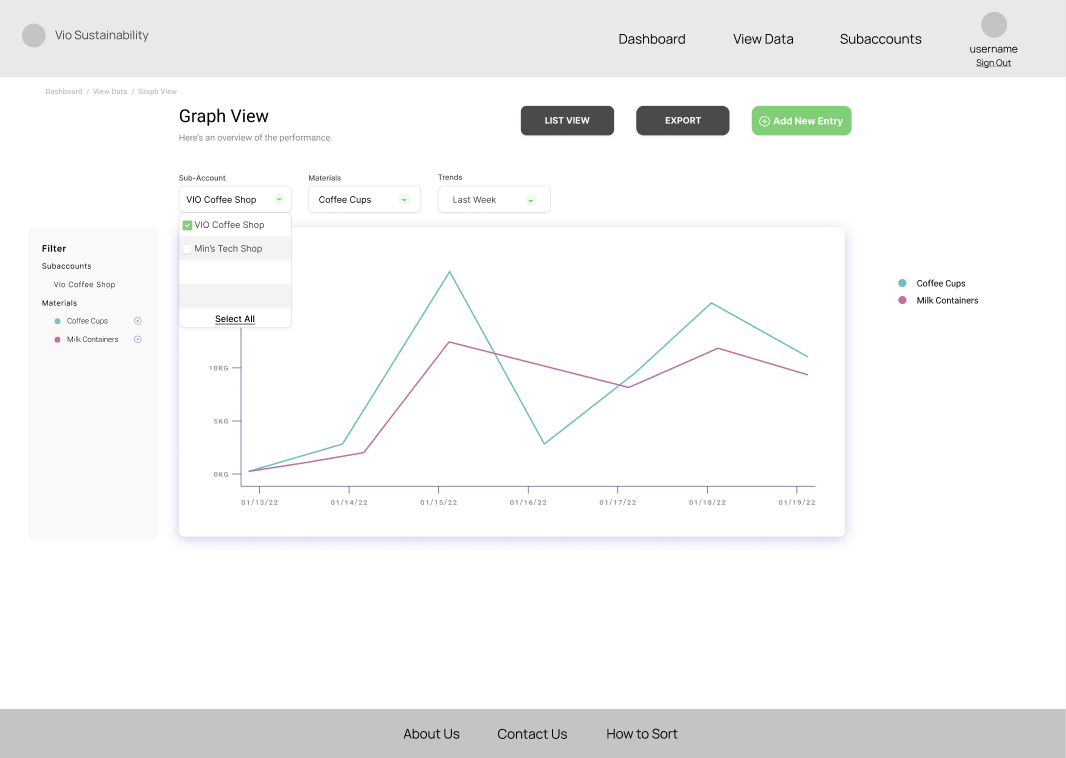 Vio Sustainability
Dashboard
View Data
Subaccounts
username
Sign Out
Dashboard / View Data / Graph View
Graph View
Here's an overview of the performance.
LIST VIEW
EXPORT
Add New Entry
Sub-Account
Materials
Trends
VIO Coffee Shop
Coffee Cups
Last Week
VIO Coffee Shop
Min's Tech Shop
Select All
Filter
Subaccounts
Vio Coffee Shop
Materials
Coffee Cups
Milk Containers
10KG
5KG
0KG
01/13/22
01/14/22
01/15/22
01/16/22
01/17/22
01/18/22
01/19/22
Coffee Cups
Milk Containers
About Us
Contact Us
How to Sort